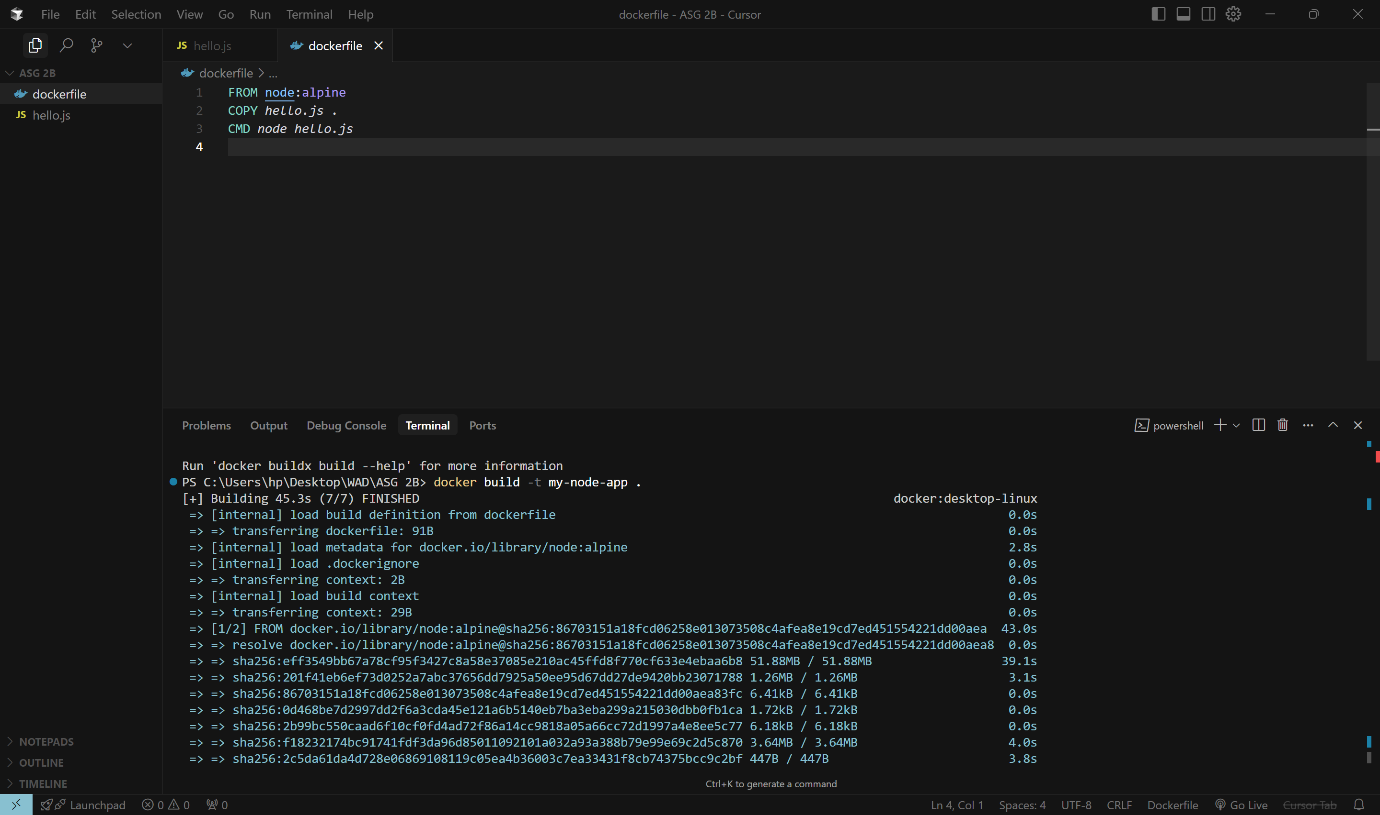 File Edit Selection View Go Run Terminal Help
dockerfile - ASG 2B - Cursor
ASG 2B
dockerfile
JS hello.js
NOTEPADS
OUTLINE
TIMELINE
JS hello.js
dockerfile
dockerfile > ...
1 FROM node:alpine
2 COPY hello.js .
3 CMD node hello.js
4
Problems Output Debug Console Terminal Ports
powershell
Run 'docker buildx build --help' for more information
PS C:\Users\hp\Desktop\WAD\ASG 2B> docker build -t my-node-app .
[+] Building 45.3s (7/7) FINISHED docker:desktop-linux
=> [internal] load build definition from dockerfile 0.0s
=> => transferring dockerfile: 91B 0.0s
=> [internal] load metadata for docker.io/library/node:alpine 2.8s
=> [internal] load .dockerignore 0.0s
=> => transferring context: 2B 0.0s
=> [internal] load build context 0.0s
=> => transferring context: 29B 0.0s
=> [1/2] FROM docker.io/library/node:alpine@sha256:86703151a18fcd06258e013073508c4afea8e19cd7ed451554221dd00aea 43.0s
=> => resolve docker.io/library/node:alpine@sha256:86703151a18fcd06258e013073508c4afea8e19cd7ed451554221dd00aea8 0.0s
=> => sha256:eff3549bb67a78cf95f3427c8a58e37085e210ac45ffd8f770cf633e4ebaa6b8 51.88MB / 51.88MB 39.1s
=> => sha256:201f41eb6ef73d0252a7abc37656dd7925a50ee95d67dd27de9420bb23071788 1.26MB / 1.26MB 3.1s
=> => sha256:86703151a18fcd06258e013073508c4afea8e19cd7ed451554221dd00aea83fc 6.41kB / 6.41kB 0.0s
=> => sha256:0d468be7d2997dd2f6a3cda45e121a6b5140eb7ba3eba299a215030dbb0fb1ca 1.72kB / 1.72kB 0.0s
=> => sha256:2b99bc550caad6f10cf0fd4ad72f86a14cc9818a05a66cc72d1997a4e8ee5c77 6.18kB / 6.18kB 0.0s
=> => sha256:f18232174bc91741fdf3da96d85011092101a032a93a388b79e99e69c2d5c870 3.64MB / 3.64MB 4.0s
=> => sha256:2c5da61da4d728e06869108119c05ea4b36003c7ea33431f8cb74375bcc9c2bf 447B / 447B 3.8s
Ctrl+K to generate a command
Launchpad 0 0 0 Ln 4, Col 1 Spaces: 4 UTF-8 CRLF Dockerfile Go Live Cursor Tab